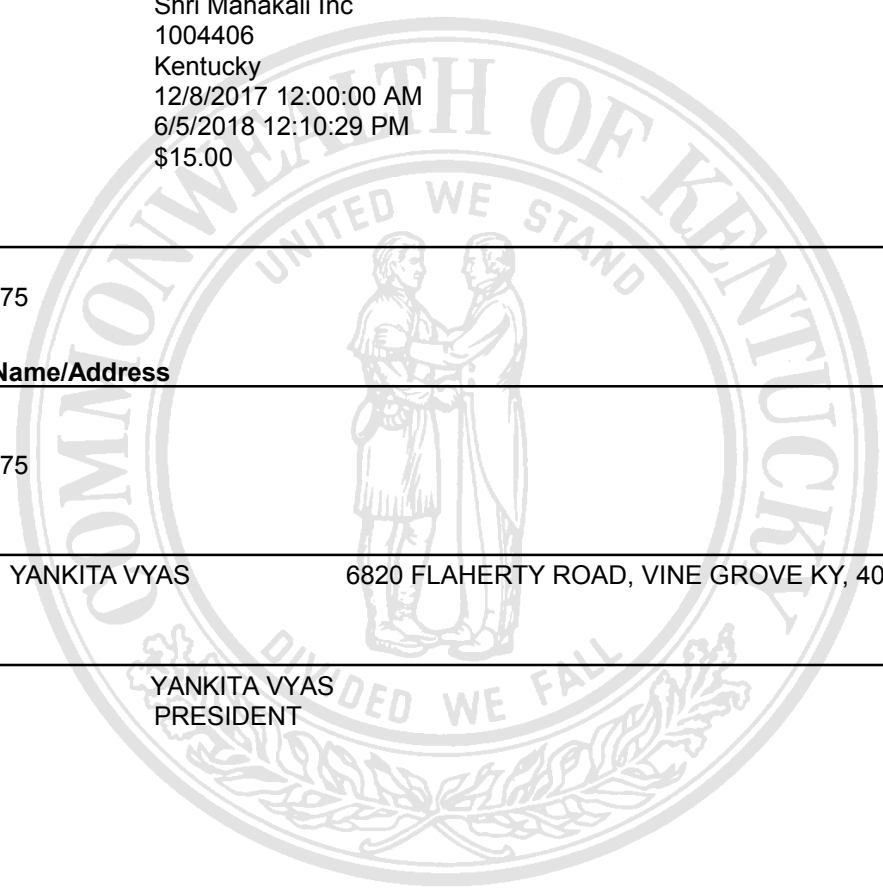 Shri Mahakali Inc
1004406
Kentucky
12/8/2017 12:00:00 AM
6/5/2018 12:10:29 PM
$15.00
COMMONWEALTH OF KENTUCKY
UNITED WE STAND
75
Name/Address
75
YANKITA VYAS 6820 FLAHERTY ROAD, VINE GROVE KY, 40
DIVIDED WE FALL
YANKITA VYAS
PRESIDENT